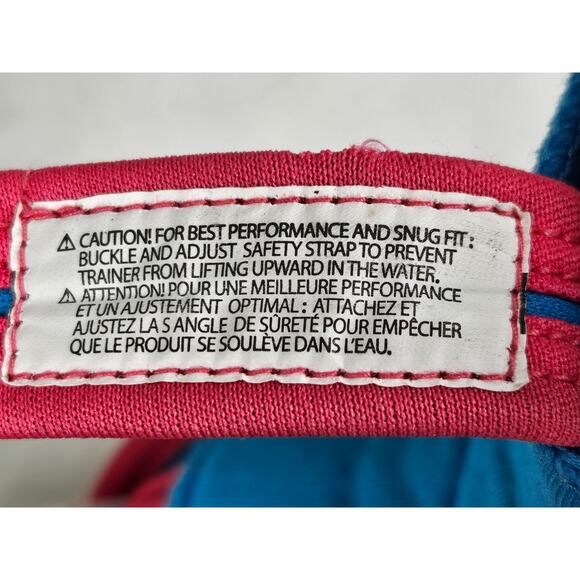 ⚠ CAUTION! FOR BEST PERFORMANCE AND SNUG FIT:
BUCKLE AND ADJUST SAFETY STRAP TO PREVENT
TRAINER FROM LIFTING UPWARD IN THE WATER.
⚠ ATTENTION! POUR UNE MEILLEURE PERFORMANCE
ET UN AJUSTEMENT OPTIMAL: ATTACHEZ ET
AJUSTEZ LA S ANGLE DE SÛRETÉ POUR EMPÊCHER
QUE LE PRODUIT SE SOULÈVE DANS L'EAU.